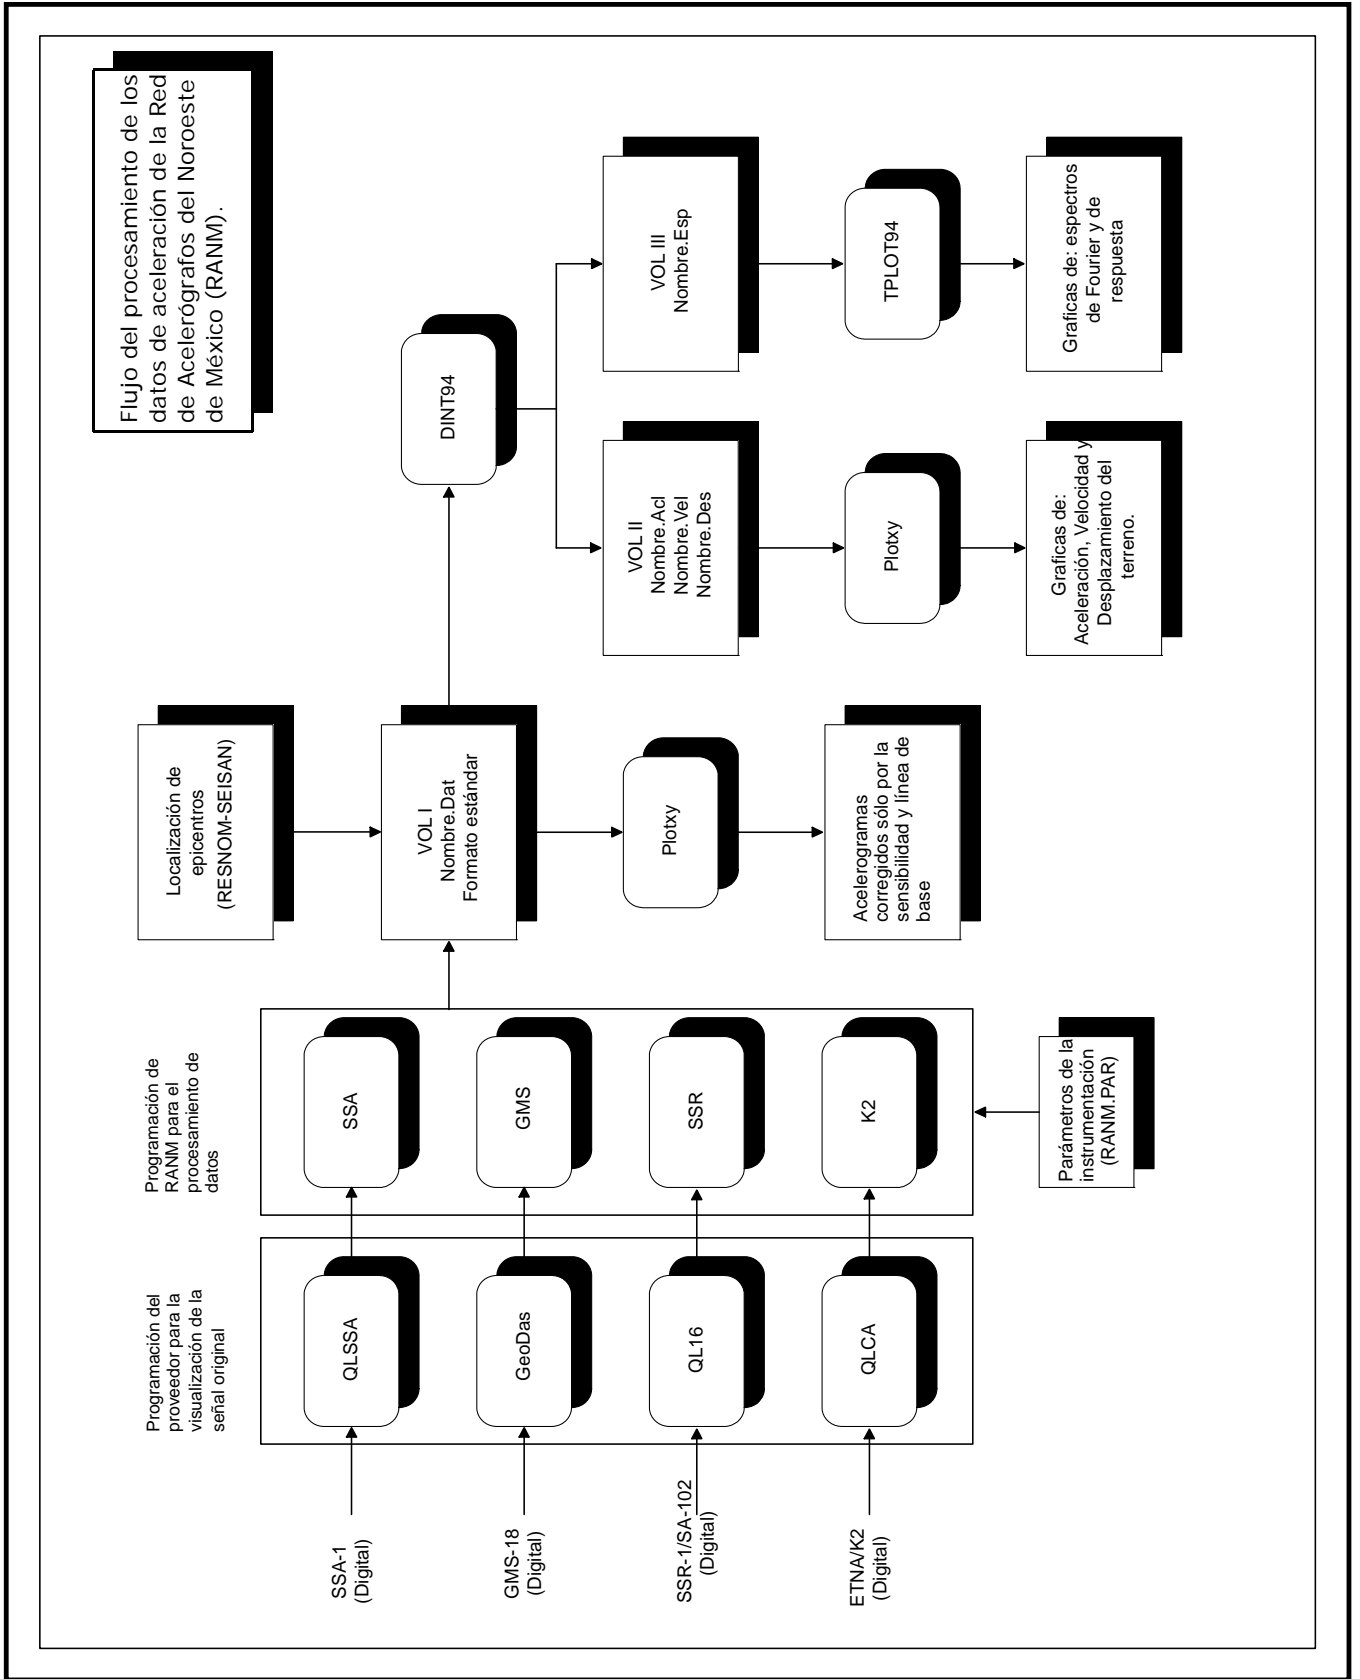 Flujo del procesamiento de los
datos de aceleración de la Red
de Acelerógrafos del Noroeste
de México (RANM).
Programación del
proveedor para la
visualización de la
señal original
Programación de
RANM para el
procesamiento de
datos
Localización de
epicentros
(RESNOM-SEISAN)
SSA-1
(Digital)
QLSSA
SSA
GMS-18
(Digital)
GeoDas
GMS
SSR-1/SA-102
(Digital)
QL16
SSR
ETNA/K2
(Digital)
QLCA
K2
Parámetros de la
instrumentación
(RANM.PAR)
VOL I
Nombre.Dat
Formato estándar
Plotxy
Acelerogramas
corregidos sólo por la
sensibilidad y línea de
base
DINT94
VOL II
Nombre.Acl
Nombre.Vel
Nombre.Des
Plotxy
Graficas de:
Aceleración, Velocidad y
Desplazamiento del
terreno.
VOL III
Nombre.Esp
TPLOT94
Graficas de: espectros
de Fourier y de
respuesta